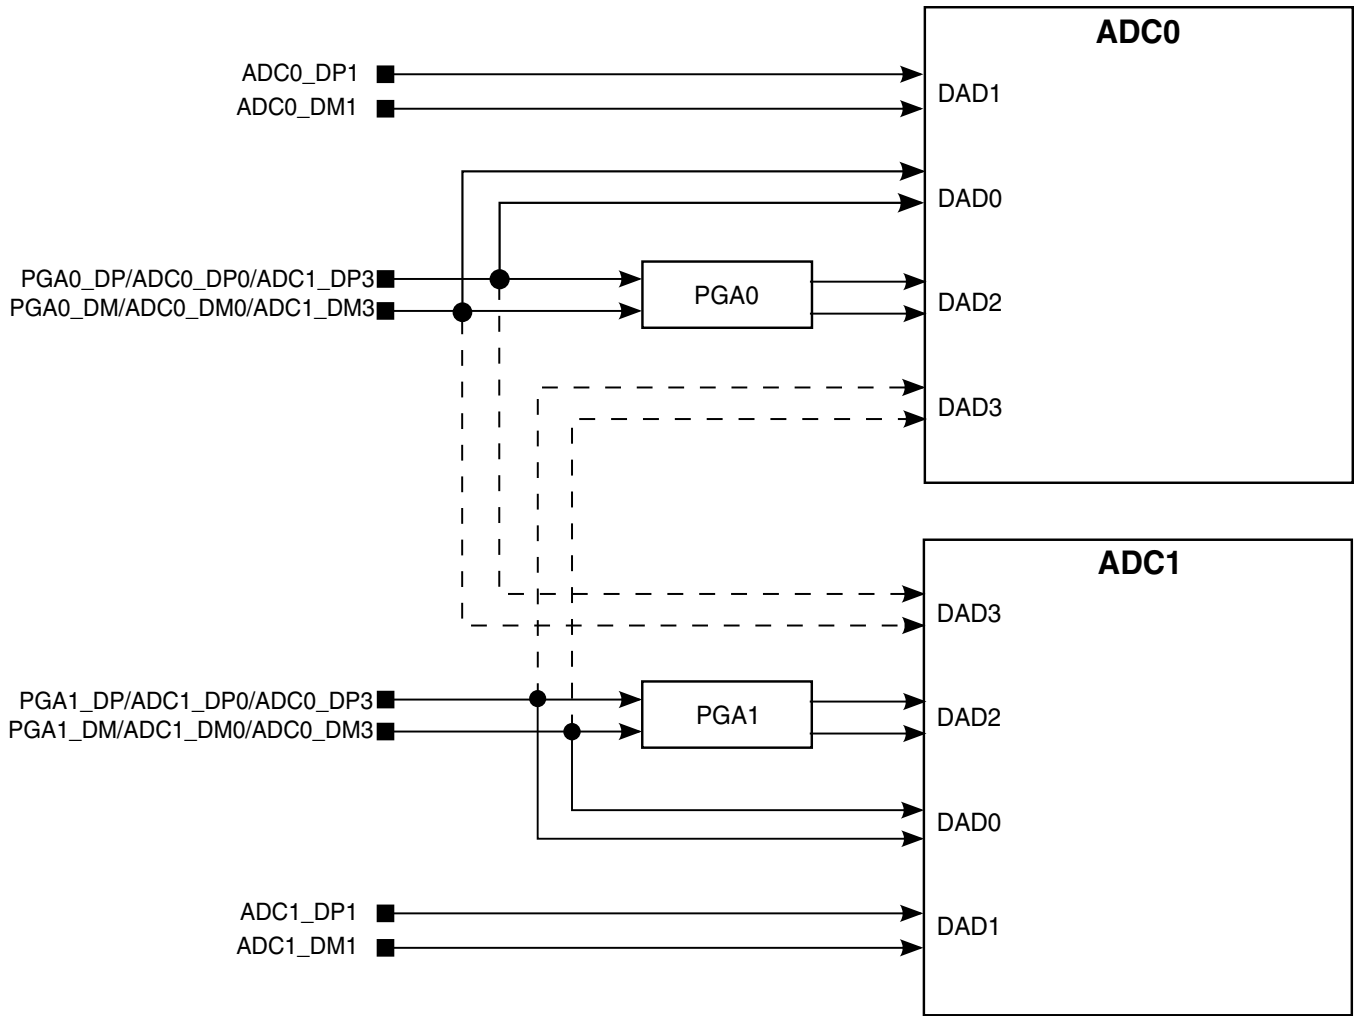 ADC0
ADC0_DP1
ADC0_DM1
DAD1
DAD0
PGA0_DP/ADC0_DP0/ADC1_DP3
PGA0_DM/ADC0_DM0/ADC1_DM3
PGA0
DAD2
DAD3
ADC1
DAD3
PGA1_DP/ADC1_DP0/ADC0_DP3
PGA1_DM/ADC1_DM0/ADC0_DM3
PGA1
DAD2
DAD0
ADC1_DP1
ADC1_DM1
DAD1